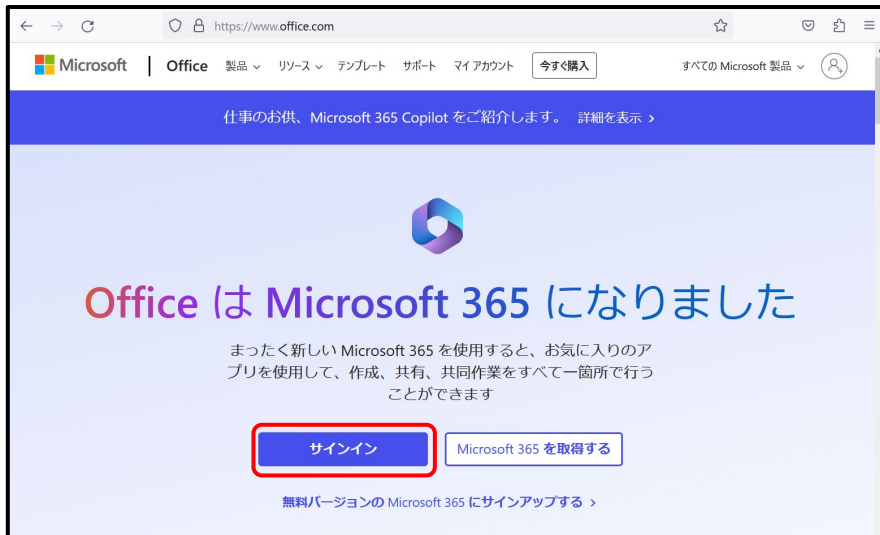 https://www.office.com
Microsoft | Office 製品 リソース テンプレート サポート マイ アカウント 今すぐ購入 すべての Microsoft 製品
仕事のお供、Microsoft 365 Copilot をご紹介します。 詳細を表示 >
Office は Microsoft 365 になりました
まったく新しい Microsoft 365 を使用すると、お気に入りのア
プリを使用して、作成、共有、共同作業をすべて一箇所で行う
ことができます
サインイン Microsoft 365 を取得する
無料バージョンの Microsoft 365 にサインアップする >